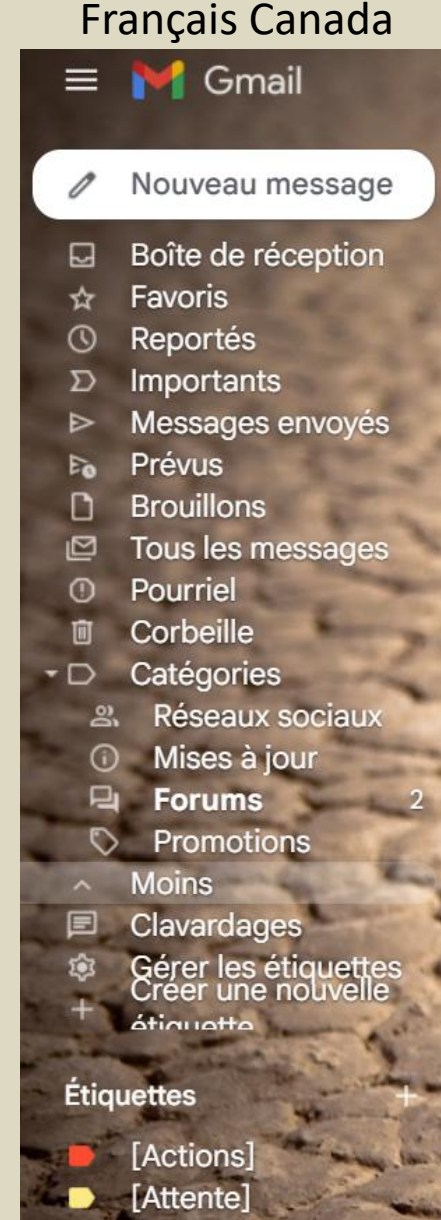 Français Canada
Gmail
Nouveau message
Boîte de réception
Favoris
Reportés
Importants
Messages envoyés
Prévus
Brouillons
Tous les messages
Pourriel
Corbeille
Catégories
Réseaux sociaux
Mises à jour
Forums 2
Promotions
Moins
Clavardages
Gérer les étiquettes
Créer une nouvelle
étiquette
Étiquettes +
[Actions]
[Attente]